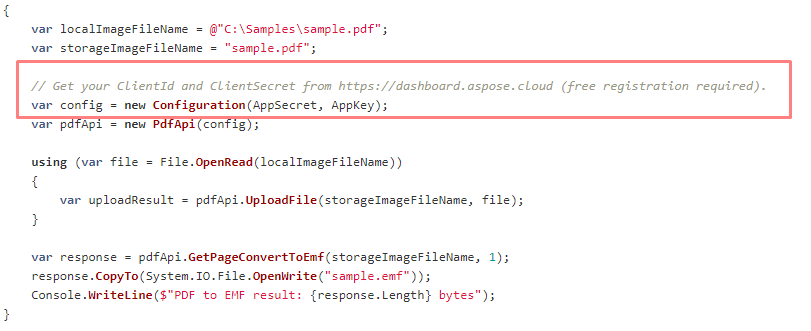 {
var localImageFileName = @"C:\Samples\sample.pdf";
var storageImageFileName = "sample.pdf";
// Get your ClientId and ClientSecret from https://dashboard.aspose.cloud (free registration required).
var config = new Configuration(AppSecret, AppKey);
var pdfApi = new PdfApi(config);
using (var file = File.OpenRead(localImageFileName))
{
var uploadResult = pdfApi.UploadFile(storageImageFileName, file);
}
var response = pdfApi.GetPageConvertToEmf(storageImageFileName, 1);
response.CopyTo(System.IO.File.OpenWrite("sample.emf"));
Console.WriteLine($"PDF to EMF result: {response.Length} bytes");
}